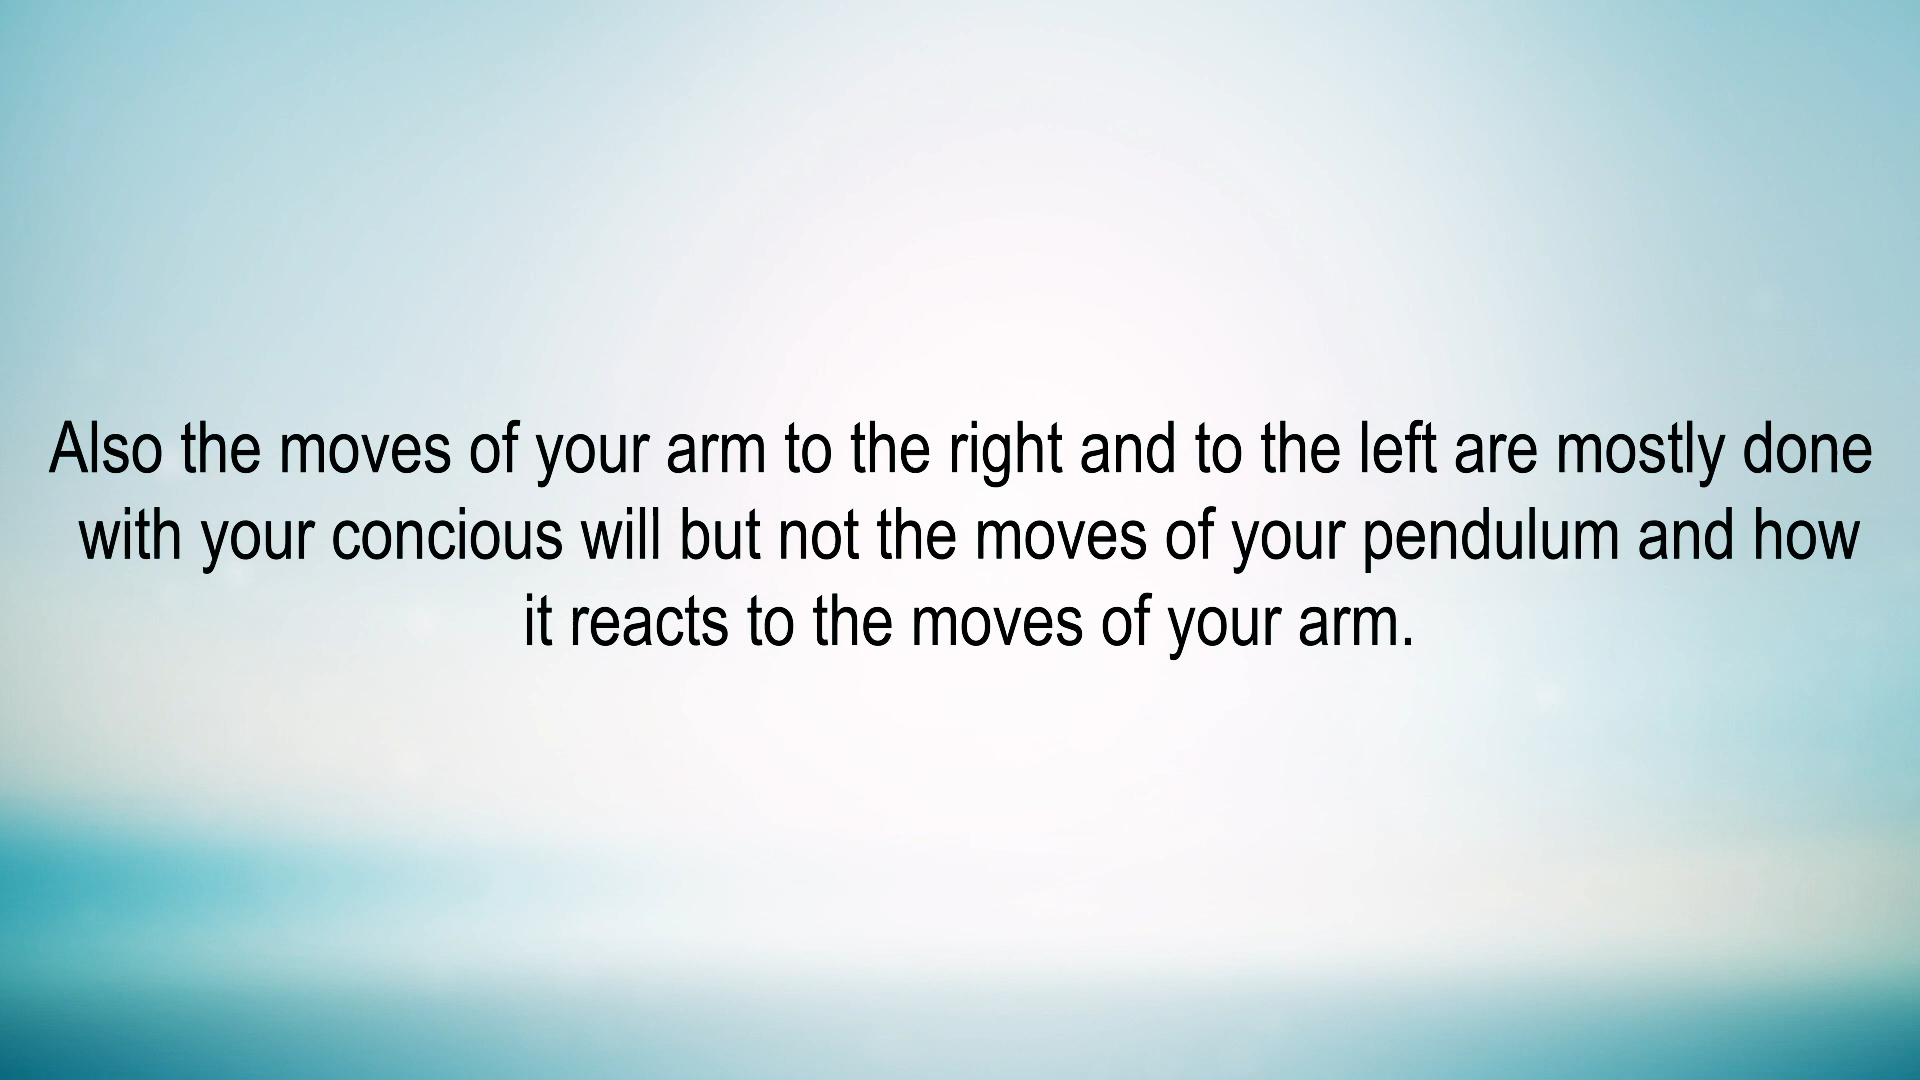 Also the moves of your arm to the right and to the left are mostly done
with your concious will but not the moves of your pendulum and how
it reacts to the moves of your arm.